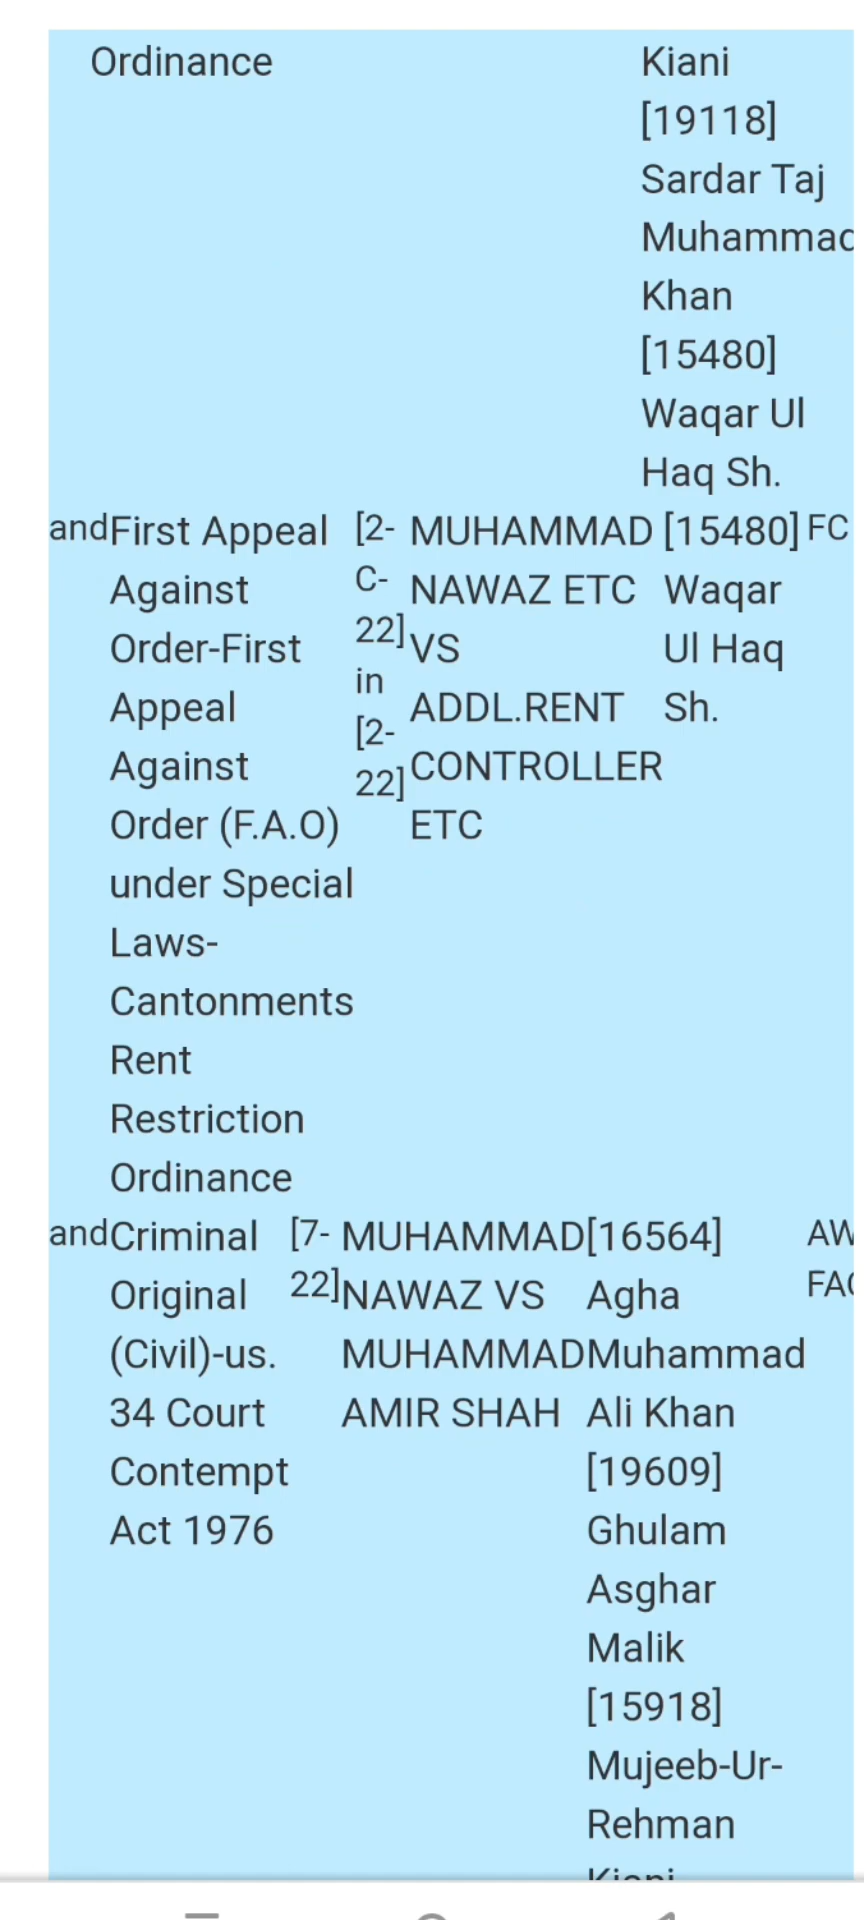 Ordinance
Kiani
[19118]
Sardar Taj
Muhammad
Khan
[15480]
Waqar Ul
Haq Sh.
and
First Appeal
Against
Order-First
Appeal
Against
Order (F.A.O)
under Special
Laws-
Cantonments
Rent
Restriction
Ordinance
[2-
C-
22]
in
[2-
22]
MUHAMMAD
NAWAZ ETC
VS
ADDL.RENT
CONTROLLER
ETC
[15480]
Waqar
Ul Haq
Sh.
FC
and
Criminal
Original
(Civil)-us.
34 Court
Contempt
Act 1976
[7-
22]
MUHAMMAD
NAWAZ VS
MUHAMMAD
AMIR SHAH
[16564]
Agha
Muhammad
Ali Khan
[19609]
Ghulam
Asghar
Malik
[15918]
Mujeeb-Ur-
Rehman
Kiani